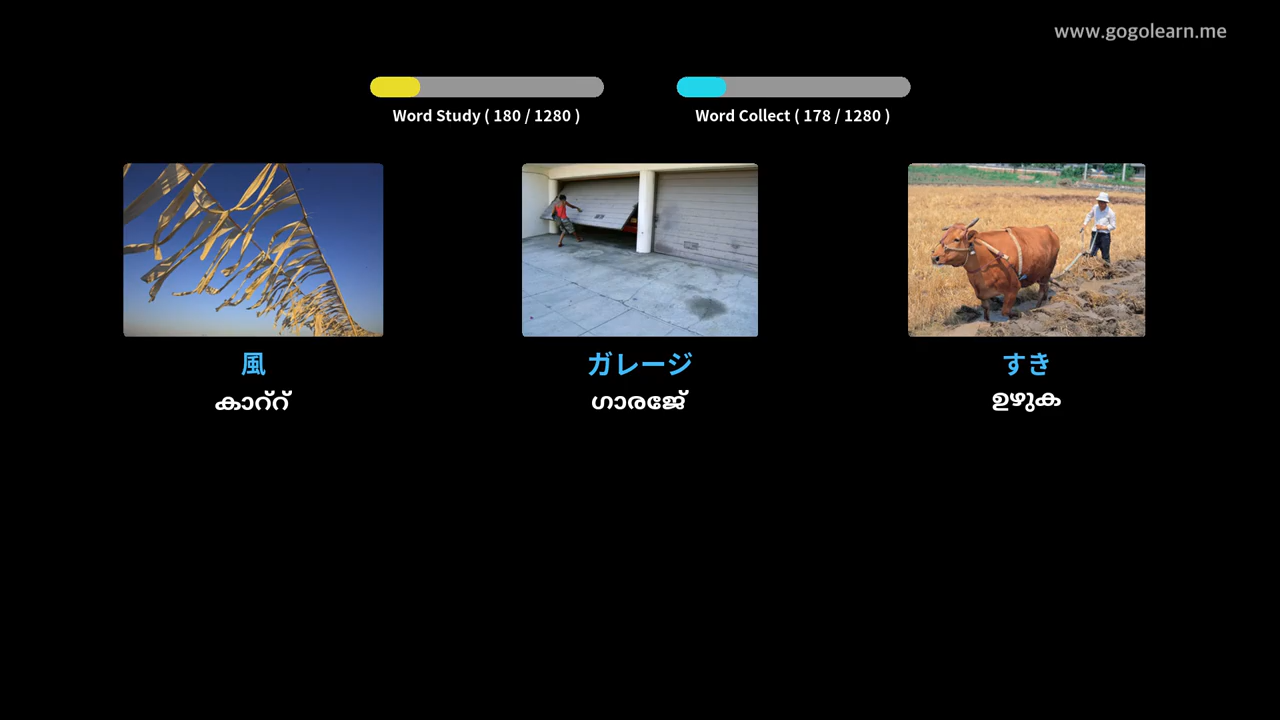 www.gogolearn.me
Word Study ( 180 / 1280 )
Word Collect ( 178 / 1280 )
風
ガレージ
すき
കാറ്റ്
ഗാരേജ്
ഉഴുക